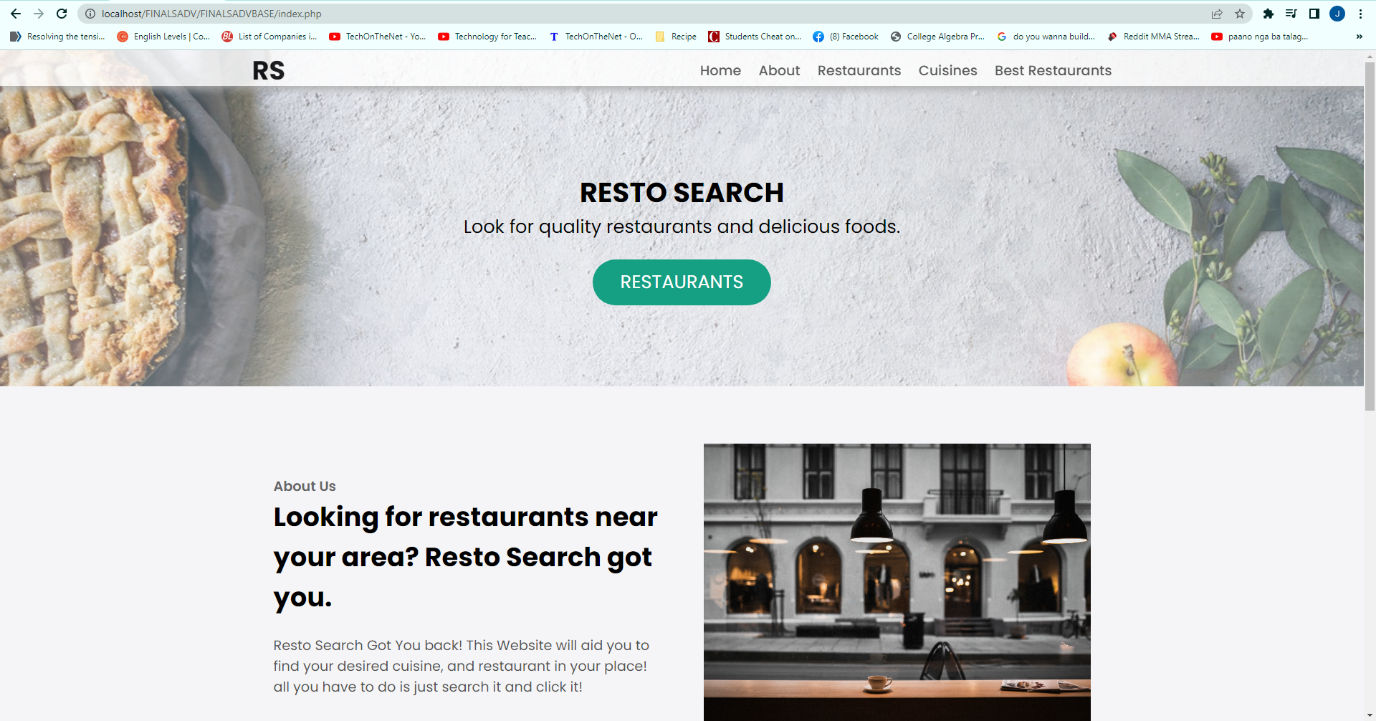 localhost/FINALSADV/FINALSADVBASE/index.php
J
Resolving the tensi... English Levels | Co... List of Companies i... TechOnTheNet - Yo... Technology for Teac... TechOnTheNet - O... Recipe Students Cheat on... (8) Facebook College Algebra Pr... do you wanna build... Reddit MMA Strea... paano nga ba talag... »
RS Home About Restaurants Cuisines Best Restaurants
RESTO SEARCH
Look for quality restaurants and delicious foods.
RESTAURANTS
About Us
Looking for restaurants near
your area? Resto Search got
you.
Resto Search Got You back! This Website will aid you to
find your desired cuisine, and restaurant in your place!
all you have to do is just search it and click it!